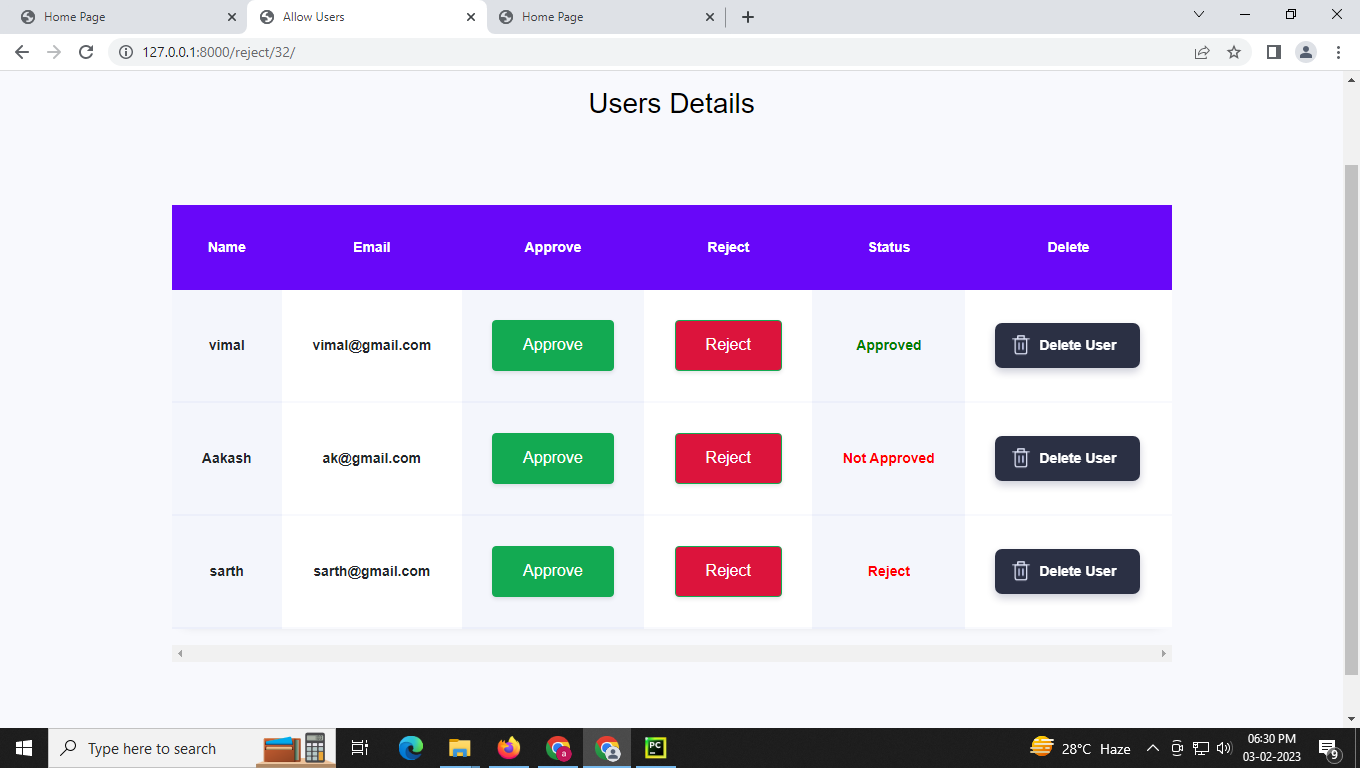 Home Page
Allow Users
Home Page
127.0.0.1:8000/reject/32/
Users Details
Name Email Approve Reject Status Delete
vimal vimal@gmail.com Approve Reject Approved Delete User
Aakash ak@gmail.com Approve Reject Not Approved Delete User
sarth sarth@gmail.com Approve Reject Reject Delete User
Type here to search
a
PC
28°C Haze
06:30 PM
03-02-2023
9